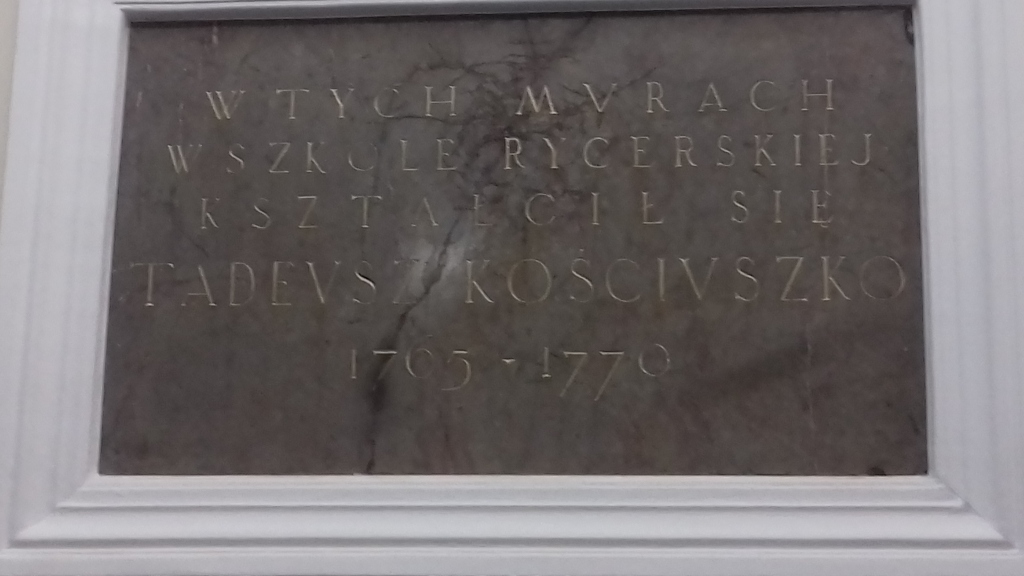 W TYCH MVRACH
W SZKOLE RYCERSKIEJ
KSZTAŁCIŁ SIĘ
TADEVSZ KOŚCIVSZKO
1765 - 1770